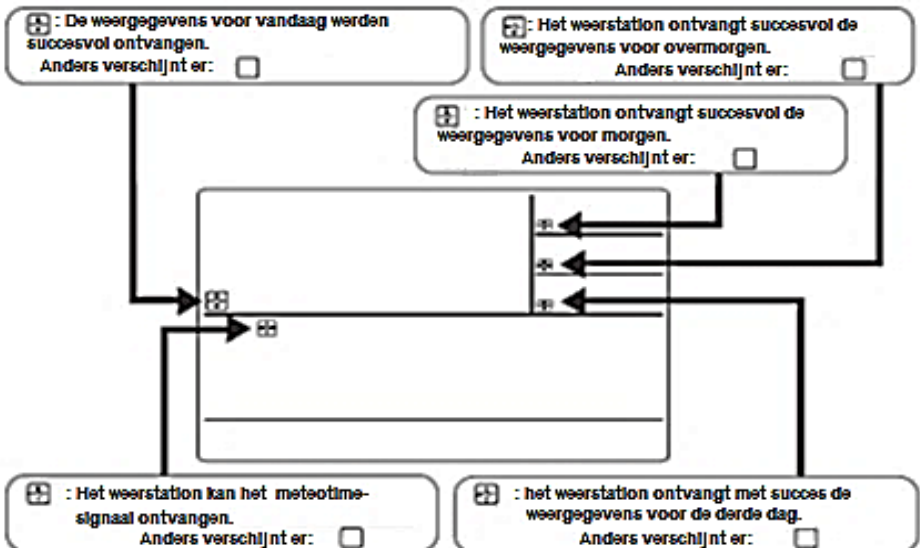 : De weergegevens voor vandaag werden
succesvol ontvangen.
Anders verschijnt er:
: Het weerstation ontvangt succesvol de
weergegevens voor overmorgen.
Anders verschijnt er:
: Het weerstation ontvangt succesvol de
weergegevens voor morgen.
Anders verschijnt er:
: Het weerstation kan het meteotime-
signaal ontvangen.
Anders verschijnt er:
: het weerstation ontvangt met succes de
weergegevens voor de derde dag.
Anders verschijnt er: